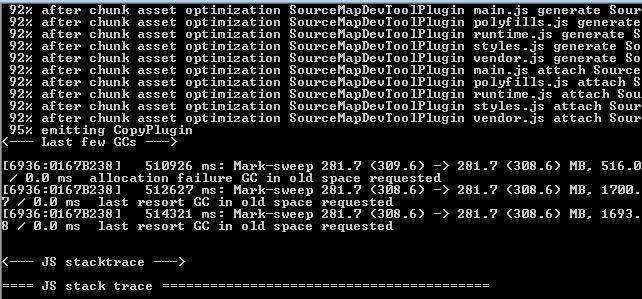 92% after chunk asset optimization SourceMapDevToolPlugin main.js generate Sour
92% after chunk asset optimization SourceMapDevToolPlugin polyfills.js generate
92% after chunk asset optimization SourceMapDevToolPlugin runtime.js generate S
92% after chunk asset optimization SourceMapDevToolPlugin styles.js generate So
92% after chunk asset optimization SourceMapDevToolPlugin vendor.js generate So
92% after chunk asset optimization SourceMapDevToolPlugin main.js attach Source
92% after chunk asset optimization SourceMapDevToolPlugin polyfills.js attach S
92% after chunk asset optimization SourceMapDevToolPlugin runtime.js attach Sou
92% after chunk asset optimization SourceMapDevToolPlugin styles.js attach Sour
92% after chunk asset optimization SourceMapDevToolPlugin vendor.js attach Sour
95% emitting CopyPlugin
<--- Last few GCs --->
[6936:0167B238]   510926 ms: Mark-sweep 281.7 (309.6) -> 281.7 (308.6) MB, 516.0
/ 0.0 ms  allocation failure GC in old space requested
[6936:0167B238]   512627 ms: Mark-sweep 281.7 (308.6) -> 281.7 (308.6) MB, 1700.
7 / 0.0 ms  last resort GC in old space requested
[6936:0167B238]   514321 ms: Mark-sweep 281.7 (308.6) -> 281.7 (308.6) MB, 1693.
8 / 0.0 ms  last resort GC in old space requested
<--- JS stacktrace --->
==== JS stack trace =========================================